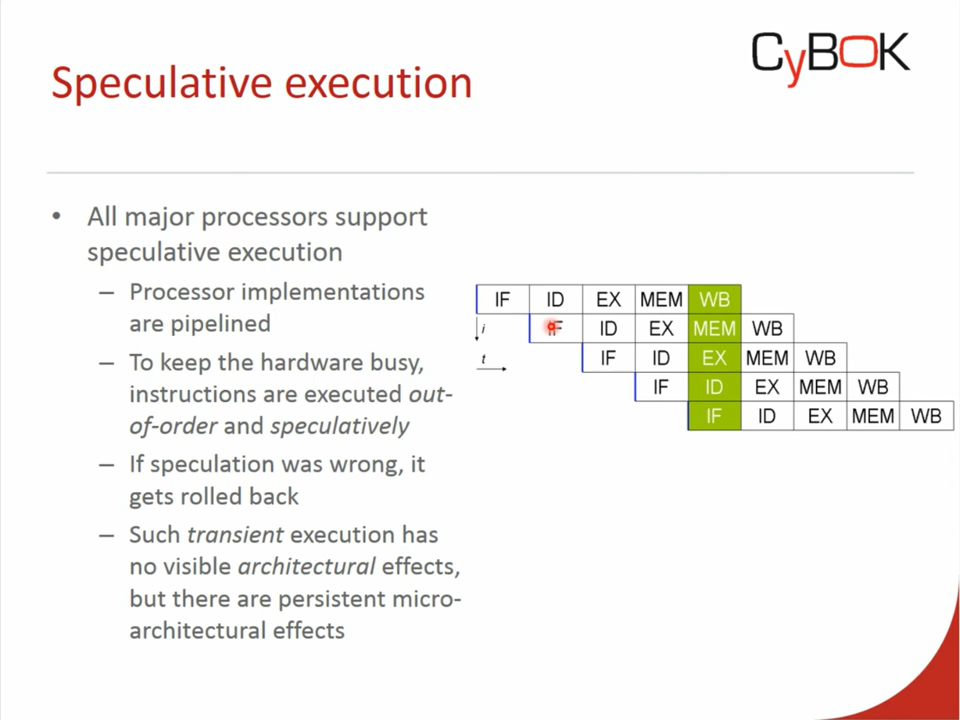 CyBOK
Speculative execution
• All major processors support
speculative execution
– Processor implementations
are pipelined
– To keep the hardware busy,
instructions are executed out-
of-order and speculatively
– If speculation was wrong, it
gets rolled back
– Such transient execution has
no visible architectural effects,
but there are persistent micro-
architectural effects
IF ID EX MEM WB
i
IF ID EX MEM WB
t
IF ID EX MEM WB
IF ID EX MEM WB
IF ID EX MEM WB